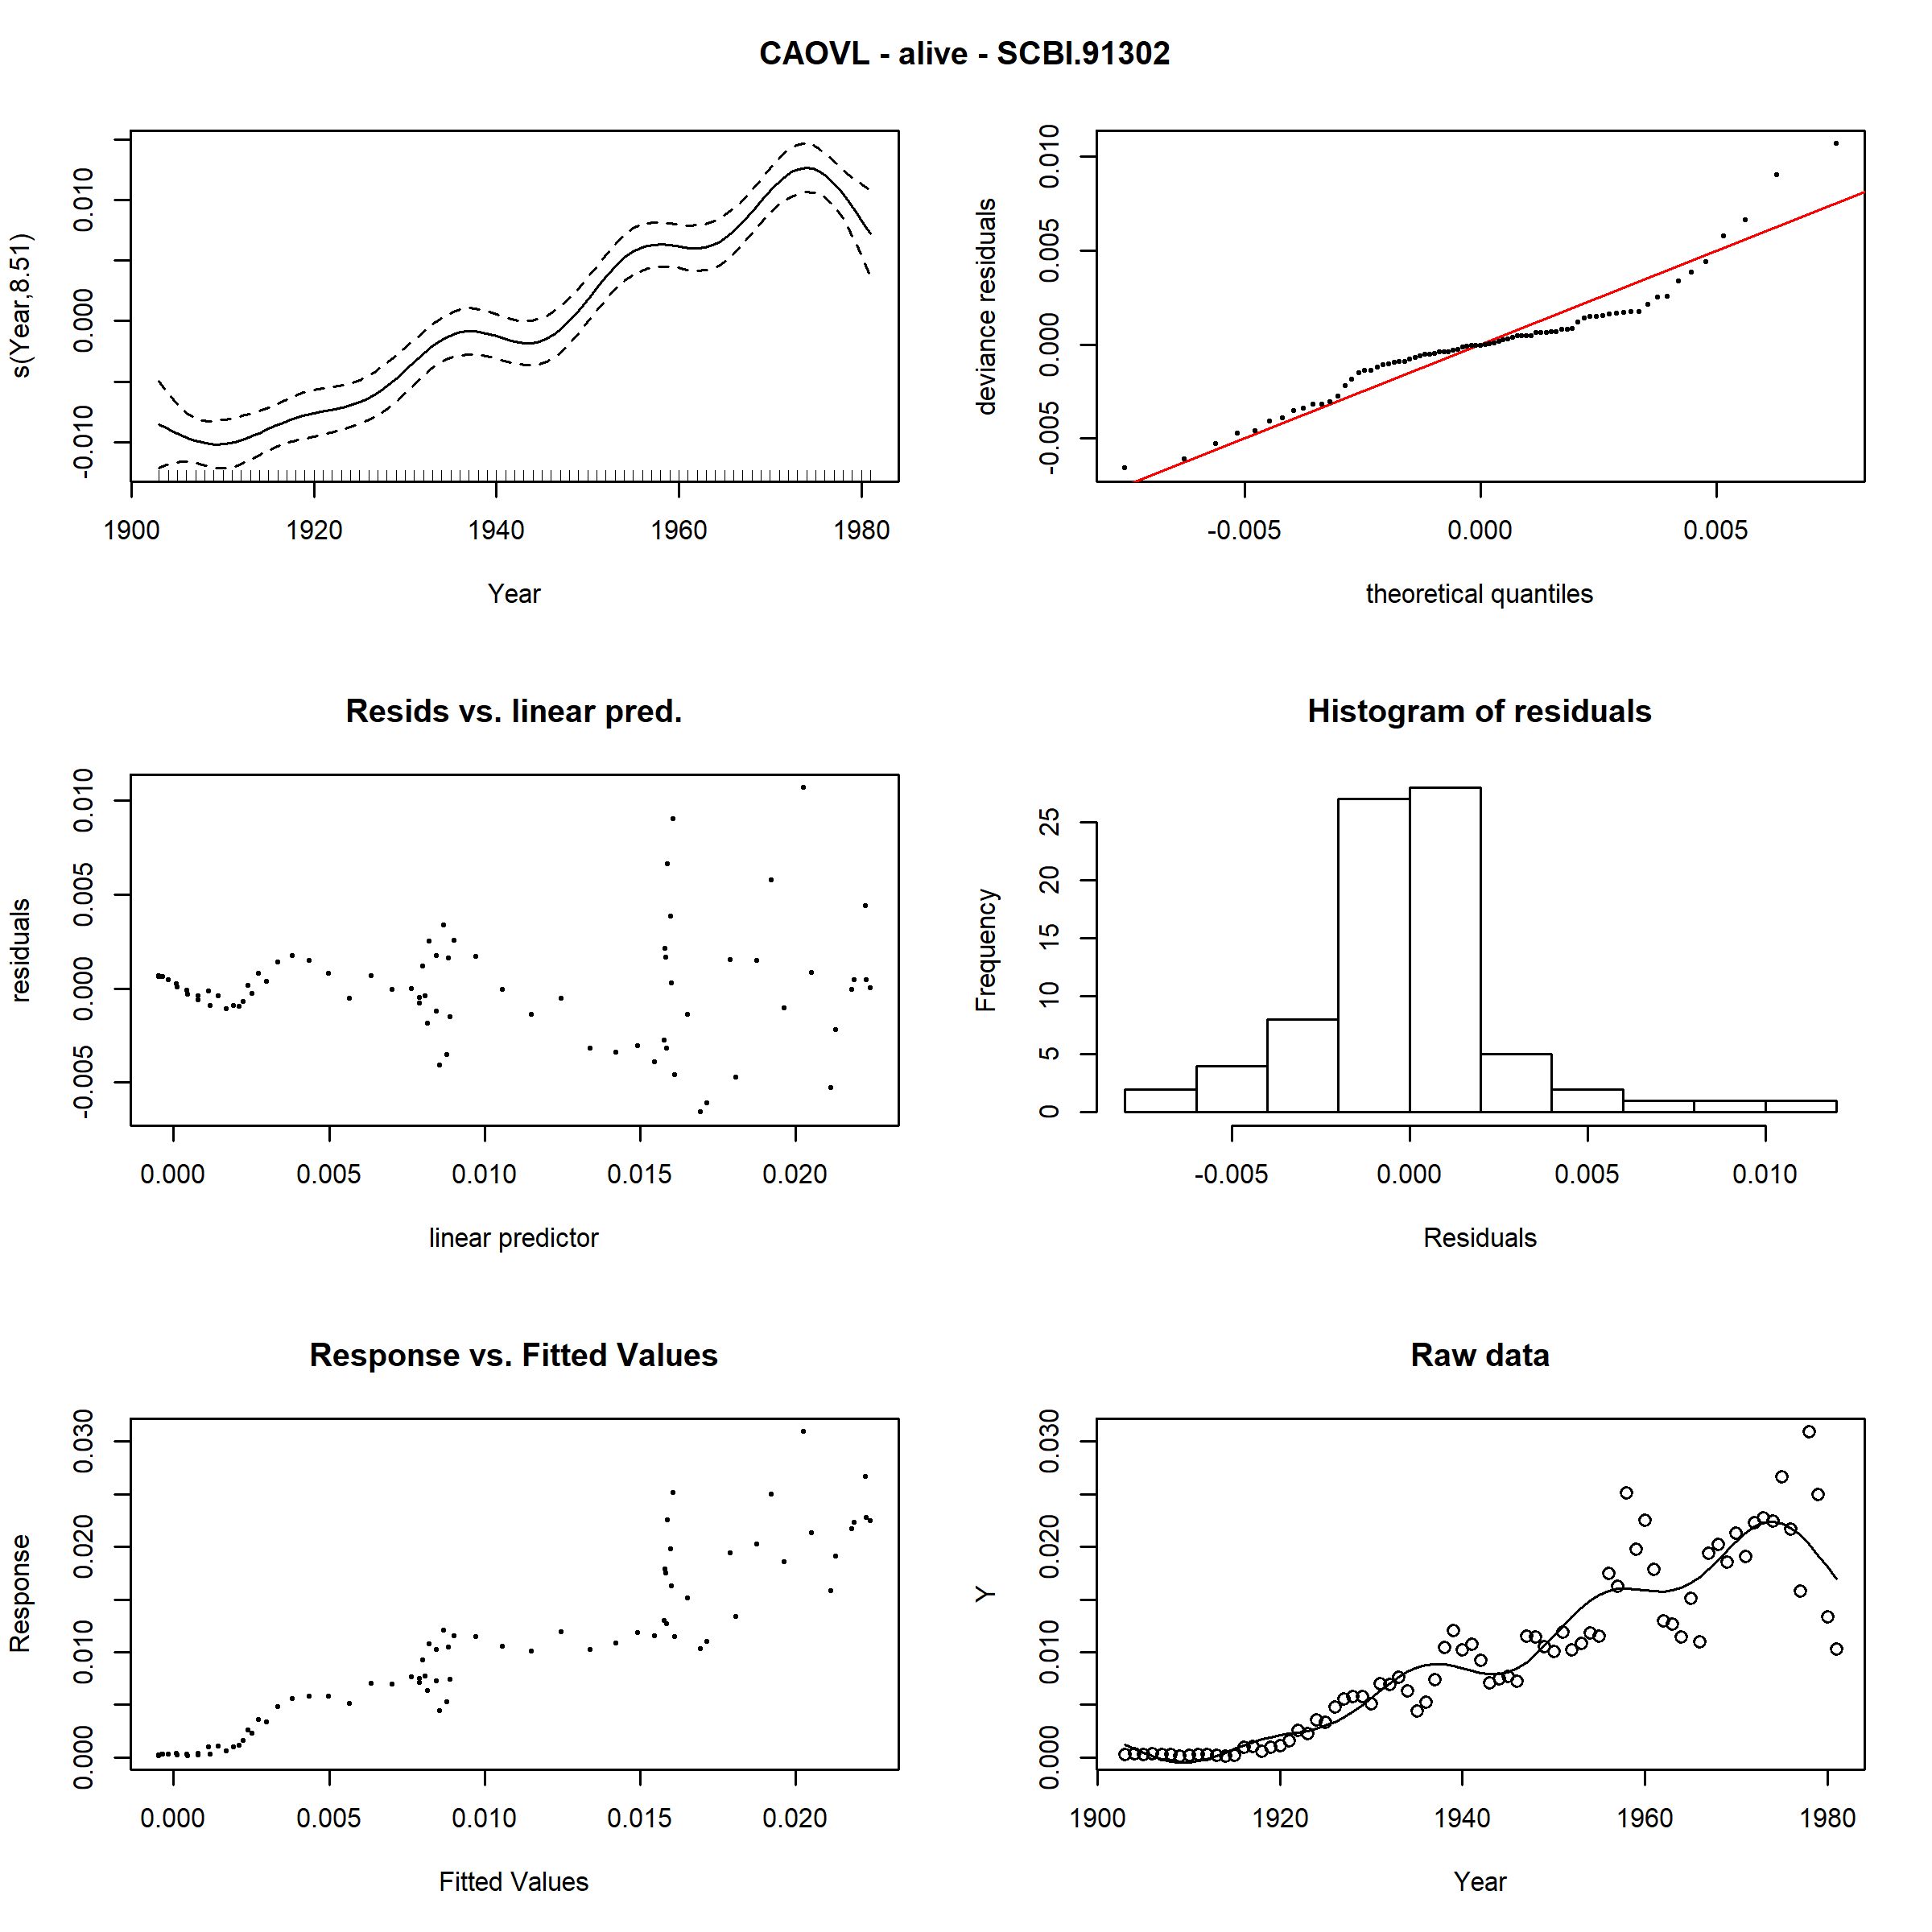 CAOVL - alive - SCBI.91302
s(Year,8.51)
0.010
0.000
-0.010
1900 1920 1940 1960 1980
Year
deviance residuals
0.010
0.005
0.000
-0.005
-0.005 0.000 0.005
theoretical quantiles
Resids vs. linear pred.
residuals
0.010
0.005
0.000
-0.005
0.000 0.005 0.010 0.015 0.020
linear predictor
Histogram of residuals
Frequency
25
20
15
10
5
0
-0.005 0.000 0.005 0.010
Residuals
Response vs. Fitted Values
Response
0.030
0.020
0.010
0.000
0.000 0.005 0.010 0.015 0.020
Fitted Values
Raw data
Y
0.030
0.020
0.010
0.000
1900 1920 1940 1960 1980
Year